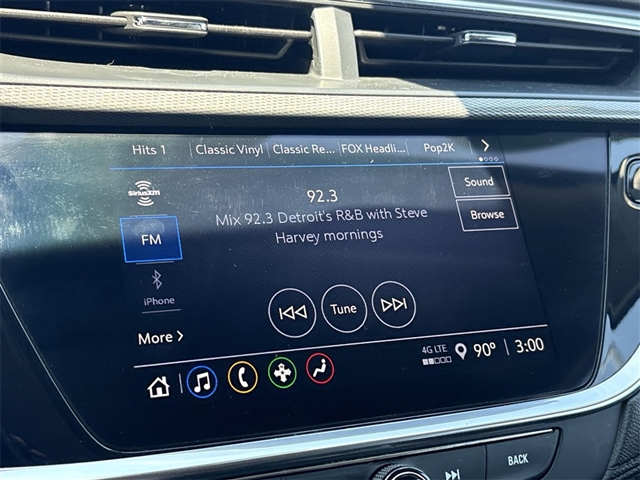 Hits 1 Classic Vinyl Classic Re... FOX Headli... Pop2K
SiriusXM
92.3
Sound
Mix 92.3 Detroit's R&B with Steve
Harvey mornings
Browse
FM
iPhone
Tune
More
4G LTE
90° 3:00
BACK